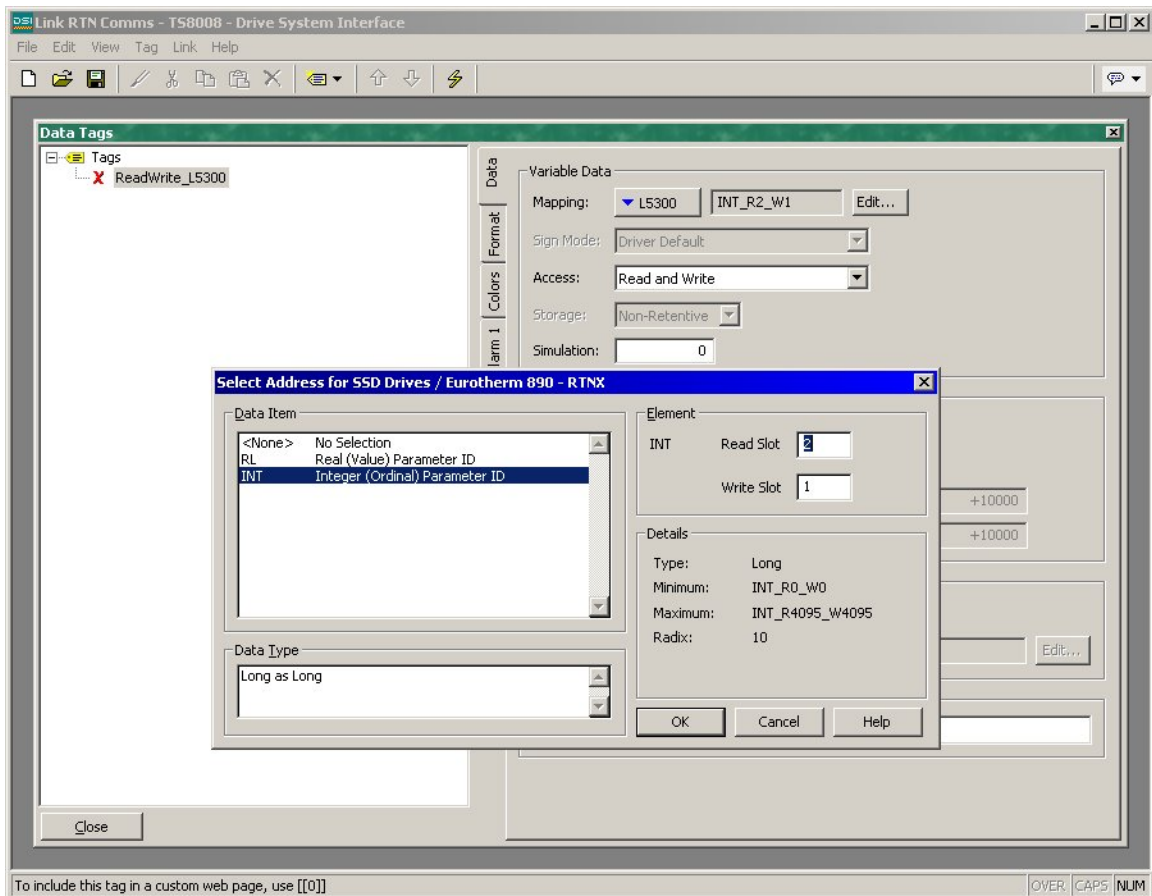 DSI Link RTN Comms - TS8008 - Drive System Interface
File Edit View Tag Link Help
Data Tags
Tags
ReadWrite_L5300
Data
Format
Colors
larm 1
Variable Data
Mapping: L5300 INT_R2_W1 Edit...
Sign Mode: Driver Default
Access: Read and Write
Storage: Non-Retentive
Simulation: 0
Select Address for SSD Drives / Eurotherm 890 - RTNX
Data Item
<None> No Selection
RL Real (Value) Parameter ID
INT Integer (Ordinal) Parameter ID
Data Type
Long as Long
Element
INT Read Slot 2
Write Slot 1
Details
Type: Long
Minimum: INT_R0_W0
Maximum: INT_R4095_W4095
Radix: 10
OK Cancel Help
+10000
+10000
Edit...
Close
To include this tag in a custom web page, use [[0]]
OVER CAPS NUM